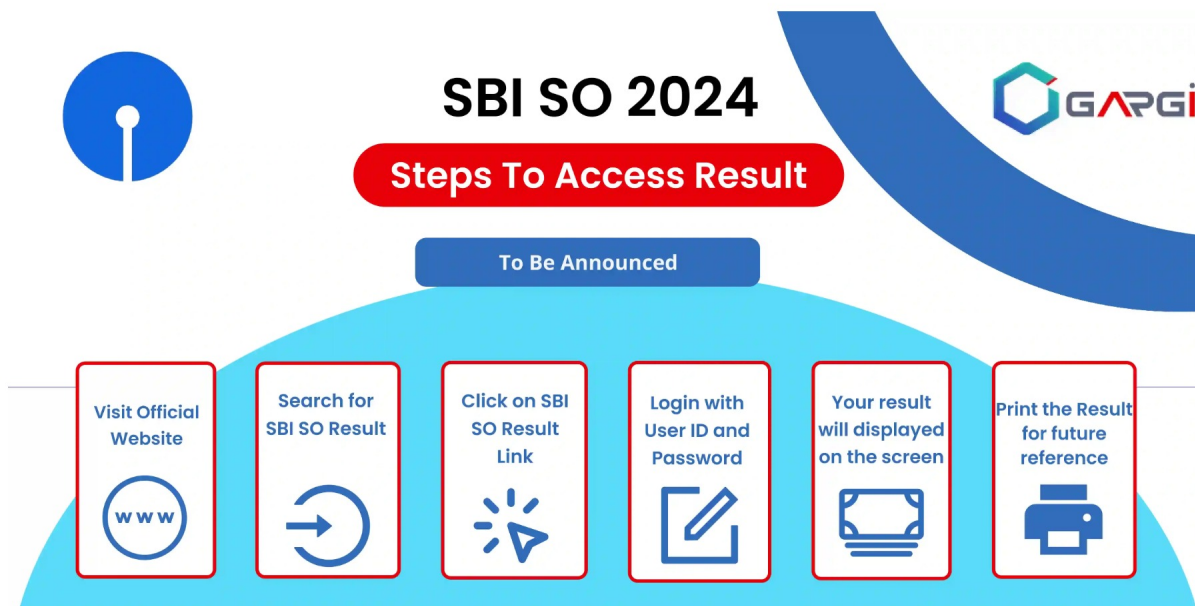 SBI SO 2024
GARGI
Steps To Access Result
To Be Announced
Visit Official
Website
www
Search for
SBI SO Result
Click on SBI
SO Result
Link
Login with
User ID and
Password
Your result
will displayed
on the screen
Print the Result
for future
reference